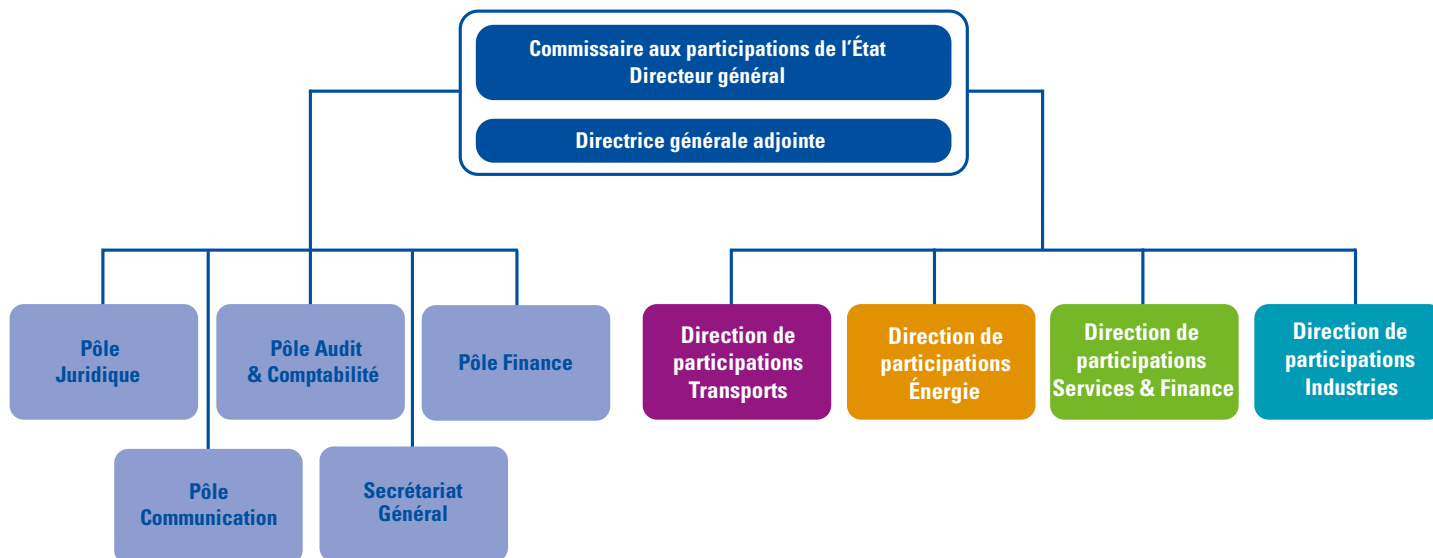 Commissaire aux participations de l’État
Directeur général
Directrice générale adjointe
Pôle
Juridique
Pôle Audit
& Comptabilité
Pôle Finance
Direction de
participations
Transports
Direction de
participations
Énergie
Direction de
participations
Services & Finance
Direction de
participations
Industries
Pôle
Communication
Secrétariat
Général